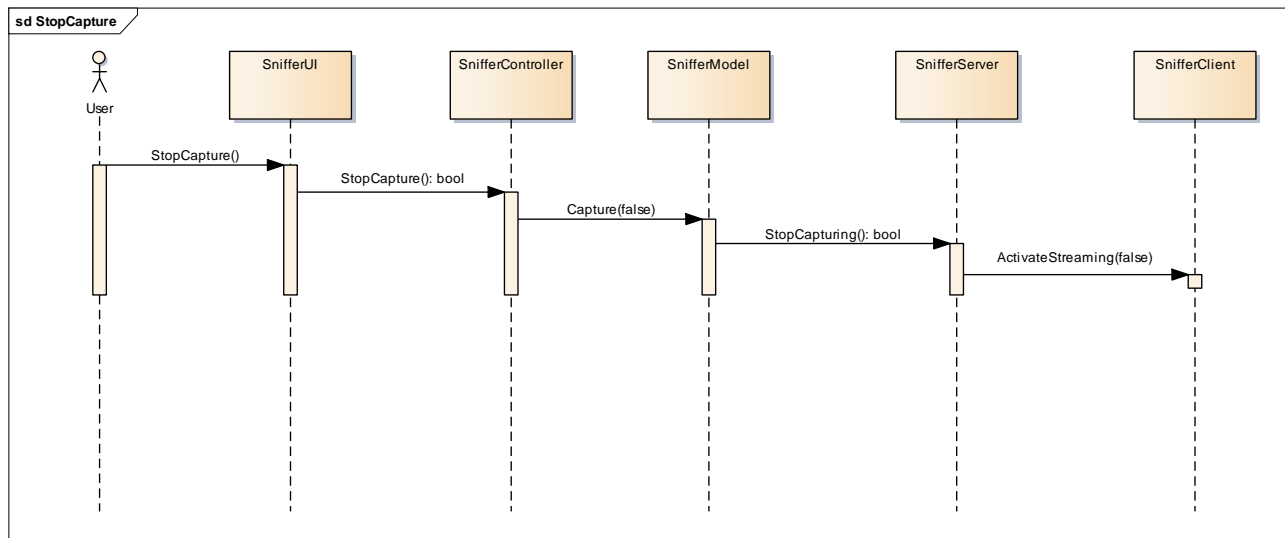 sd StopCapture
SnifferUI
SnifferController
SnifferModel
SnifferServer
SnifferClient
User
StopCapture()
StopCapture(): bool
Capture(false)
StopCapturing(): bool
ActivateStreaming(false)